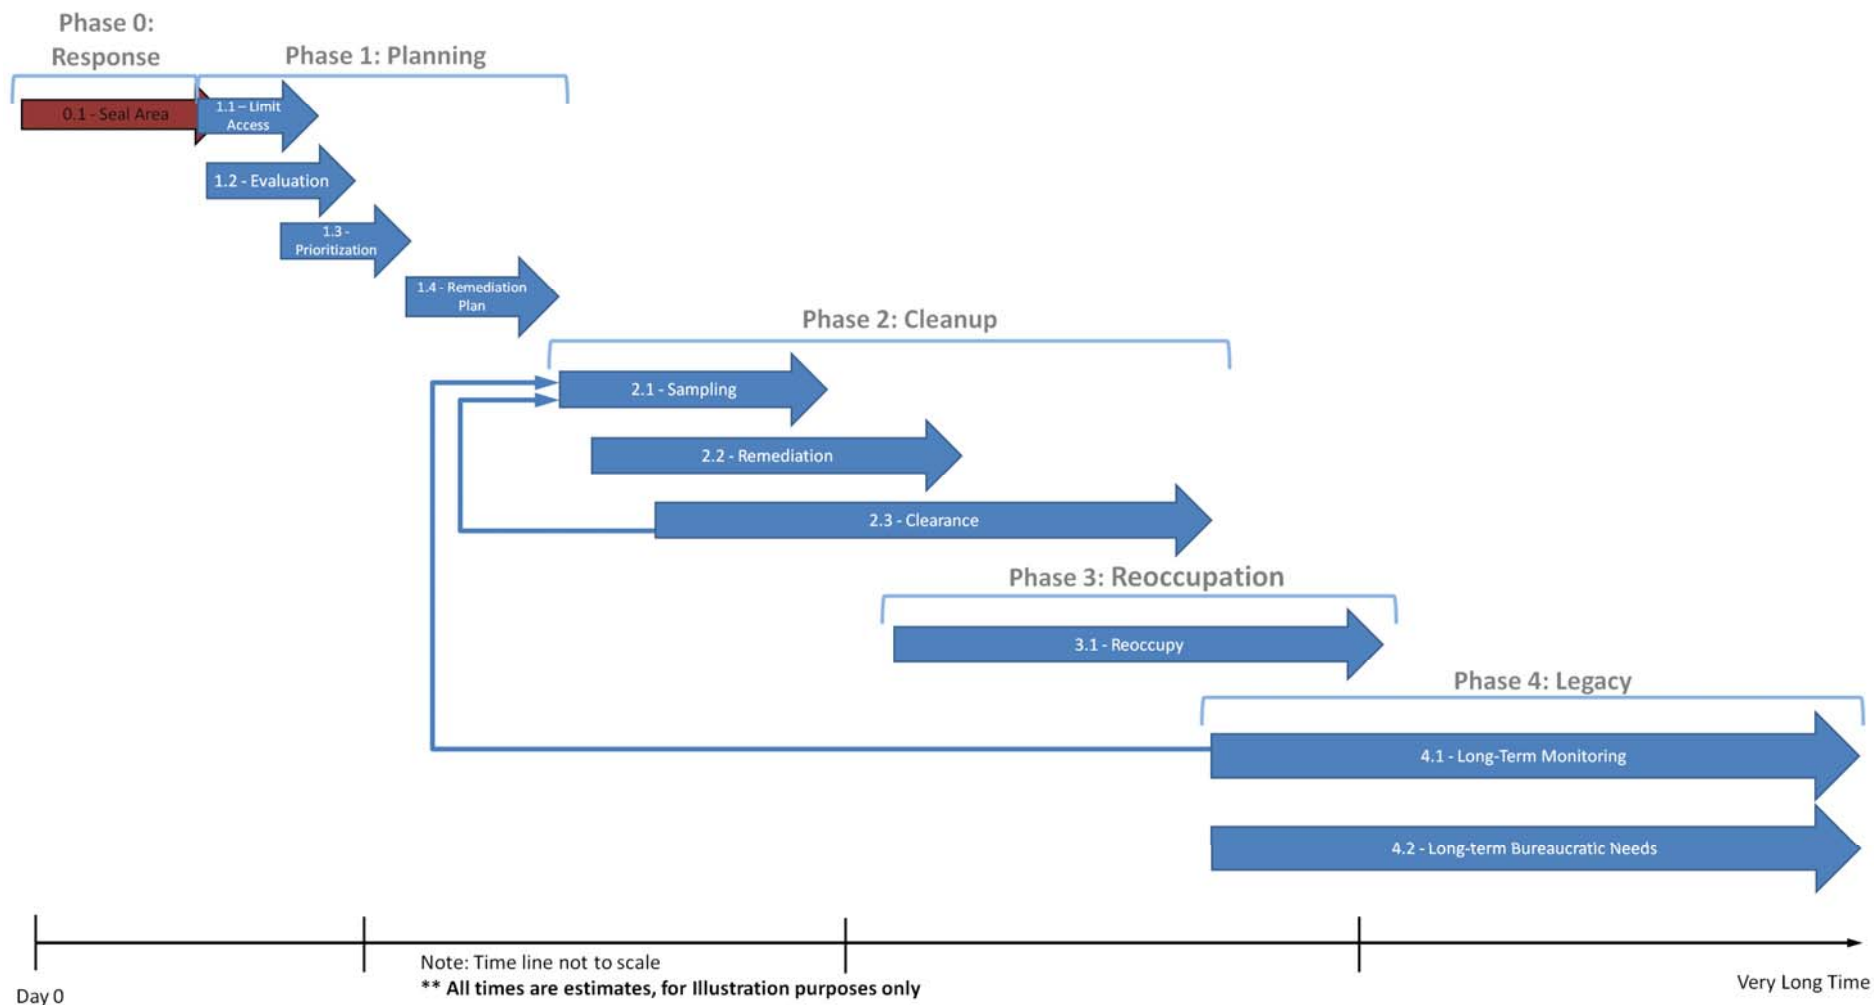 Phase 0:
Response
Phase 1: Planning
0.1 - Seal Area
1.1 – Limit
Access
1.2 - Evaluation
1.3 -
Prioritization
1.4 - Remediation
Plan
Phase 2: Cleanup
2.1 - Sampling
2.2 - Remediation
2.3 - Clearance
Phase 3: Reoccupation
3.1 - Reoccupy
Phase 4: Legacy
4.1 - Long-Term Monitoring
4.2 - Long-term Bureaucratic Needs
Note: Time line not to scale
** All times are estimates, for Illustration purposes only
Day 0
Very Long Time